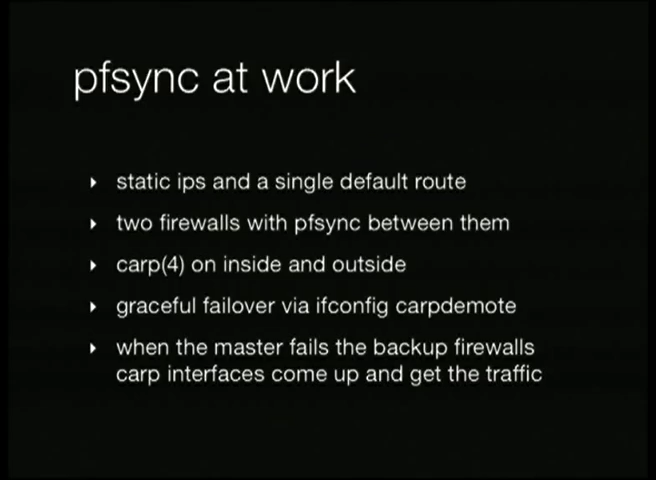 pfsync at work
static ips and a single default route
two firewalls with pfsync between them
carp(4) on inside and outside
graceful failover via ifconfig carpdemote
when the master fails the backup firewalls
carp interfaces come up and get the traffic